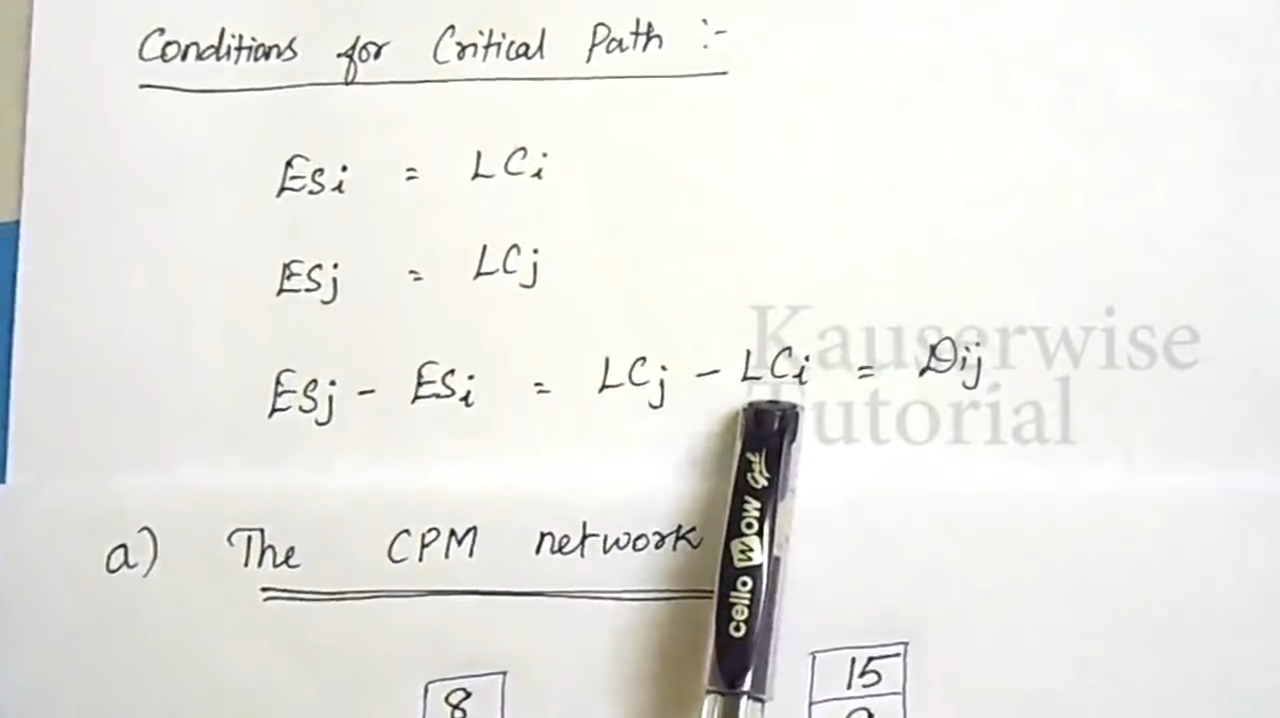 Conditions for Critical Path :-
ESi = LCi
ESj = LCj
ESj - ESi = LCj - LCi = Dij
Kauserwise
Tutorial
a) The CPM network
cello WOW Gel
8
15